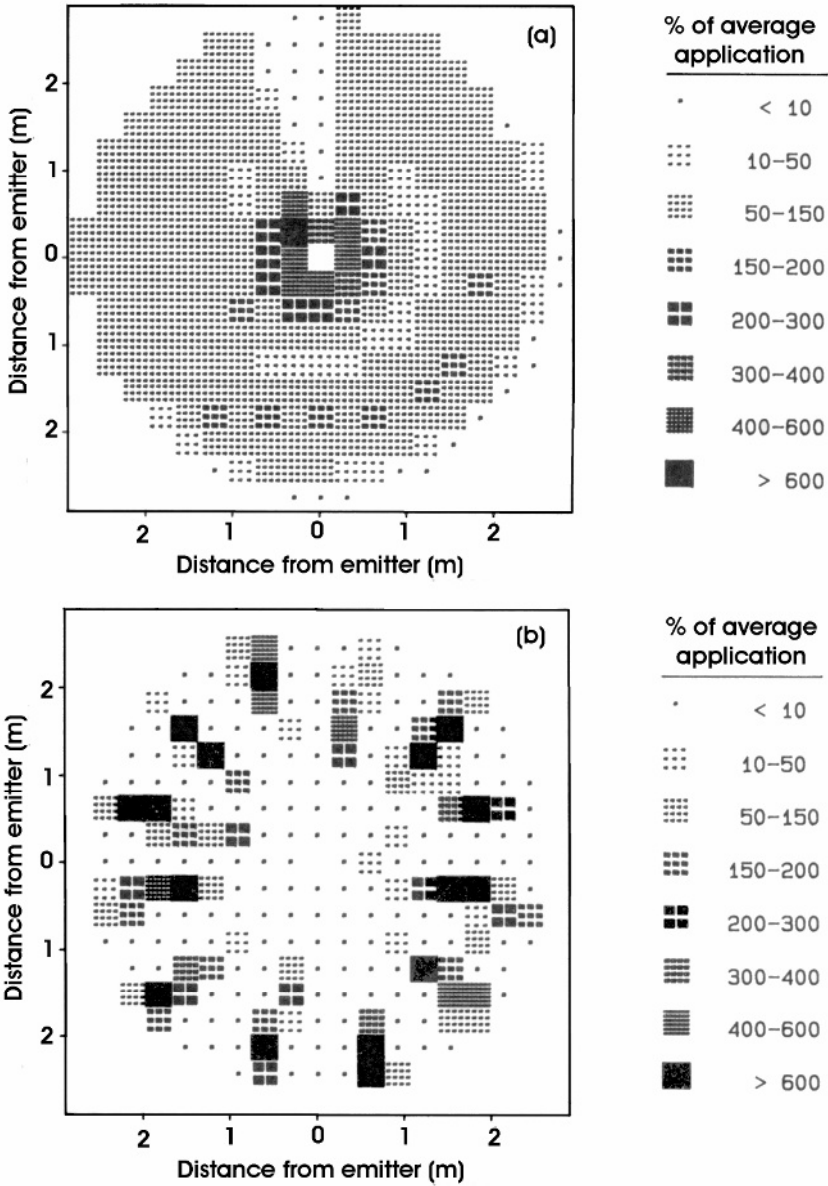 (a)
2
1
0
1
2
Distance from emitter (m)
2 1 0 1 2
Distance from emitter (m)
% of average
application
< 10
10-50
50-150
150-200
200-300
300-400
400-600
> 600
(b)
2
1
0
1
2
Distance from emitter (m)
2 1 0 1 2
Distance from emitter (m)
% of average
application
< 10
10-50
50-150
150-200
200-300
300-400
400-600
> 600